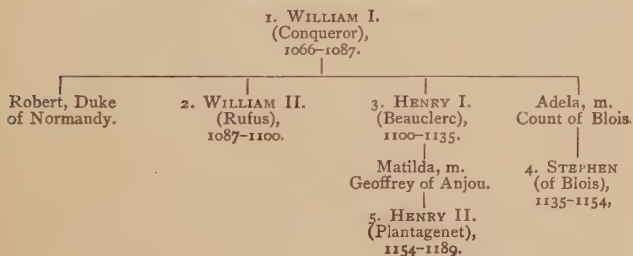 1. WILLIAM I.
(Conqueror),
1066–1087.
Robert, Duke
of Normandy.
2. WILLIAM II.
(Rufus),
1087–1100.
3. HENRY I.
(Beauclerc),
1100–1135.
Matilda, m.
Geoffrey of Anjou.
5. HENRY II.
(Plantagenet),
1154–1189.
Adela, m.
Count of Blois.
4. STEPHEN
(of Blois),
1135–1154,